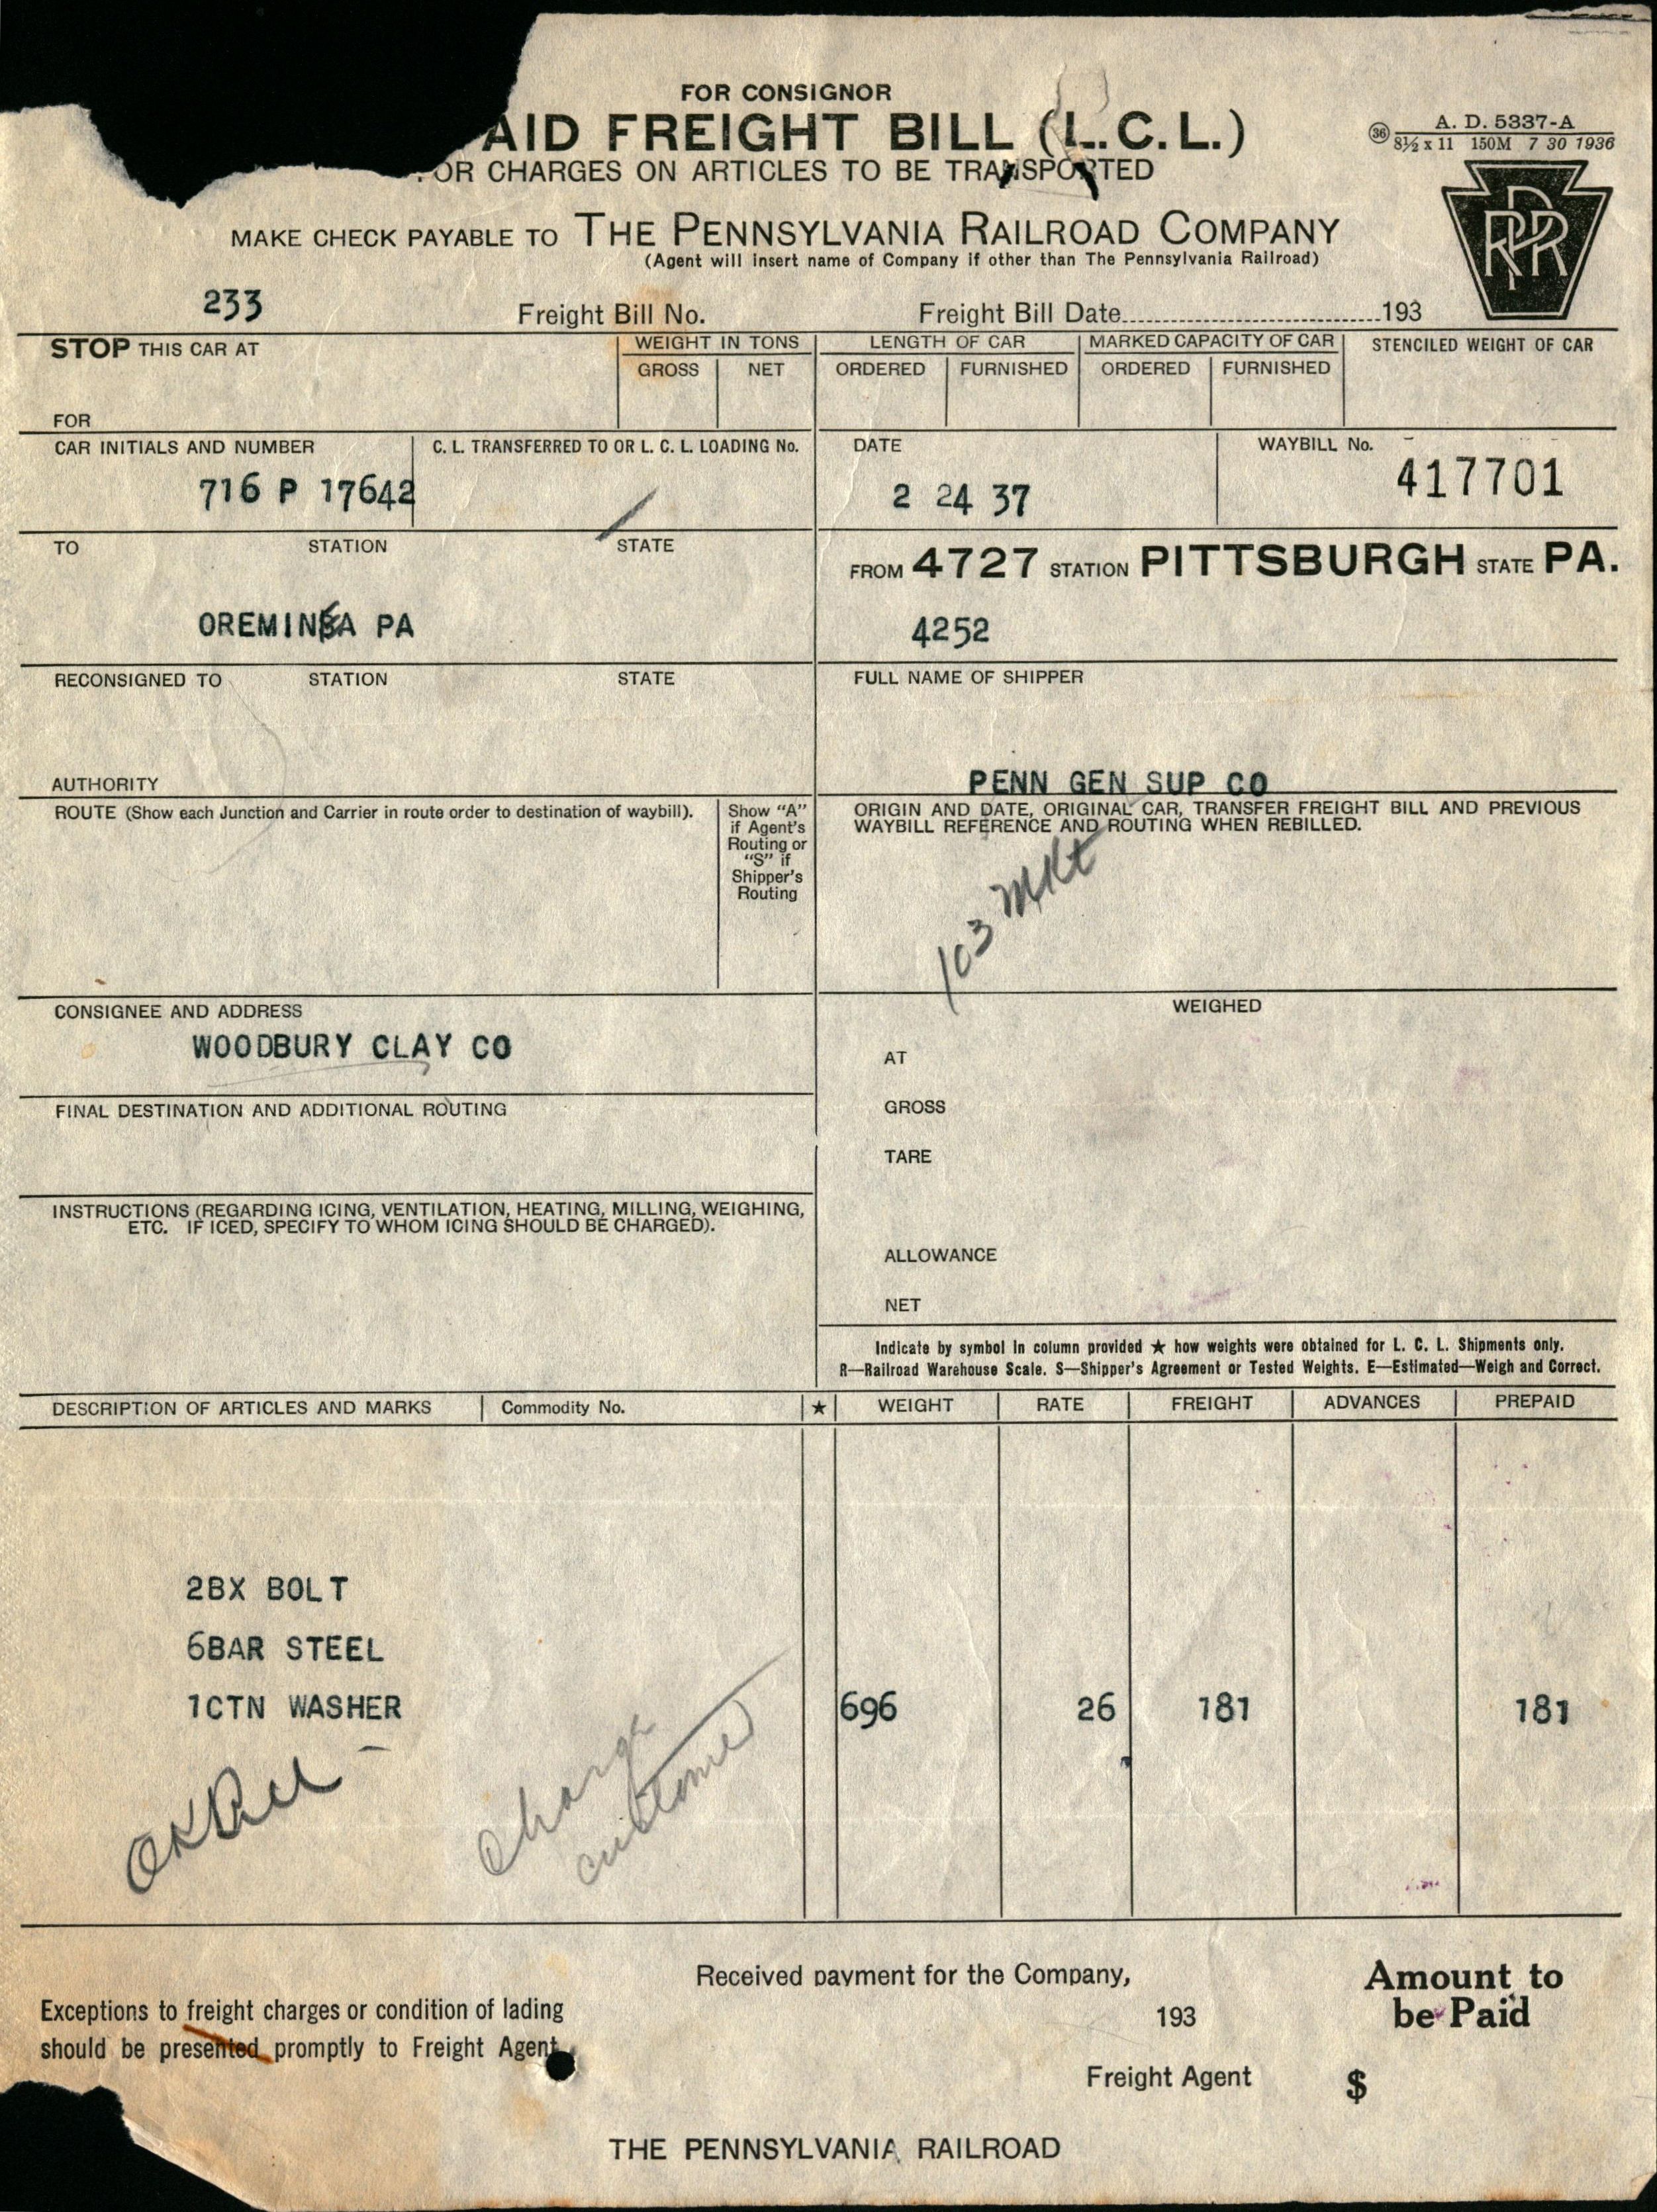 FOR CONSIGNOR
AID FREIGHT BILL (L.C.L.)
OR CHARGES ON ARTICLES TO BE TRANSPORTED
36 A. D. 5337-A
8½ x 11 150M 7 30 1936
PRR
MAKE CHECK PAYABLE TO THE PENNSYLVANIA RAILROAD COMPANY
(Agent will insert name of Company if other than The Pennsylvania Railroad)
233 Freight Bill No. Freight Bill Date 193
STOP THIS CAR AT
FOR
WEIGHT IN TONS
GROSS NET
LENGTH OF CAR
ORDERED FURNISHED
MARKED CAPACITY OF CAR
ORDERED FURNISHED
STENCILED WEIGHT OF CAR
CAR INITIALS AND NUMBER
716 P 17642
C. L. TRANSFERRED TO OR L. C. L. LOADING No.
DATE
2 24 37
WAYBILL No.
417701
TO STATION STATE
OREMINEA PA
FROM 4727 STATION PITTSBURGH STATE PA.
4252
RECONSIGNED TO STATION STATE
AUTHORITY
FULL NAME OF SHIPPER
PENN GEN SUP CO
ROUTE (Show each Junction and Carrier in route order to destination of waybill).
Show "A"
if Agent's
Routing or
"S" if
Shipper's
Routing
ORIGIN AND DATE, ORIGINAL CAR, TRANSFER FREIGHT BILL AND PREVIOUS
WAYBILL REFERENCE AND ROUTING WHEN REBILLED.
103 Mkt
CONSIGNEE AND ADDRESS
WOODBURY CLAY CO
FINAL DESTINATION AND ADDITIONAL ROUTING
INSTRUCTIONS (REGARDING ICING, VENTILATION, HEATING, MILLING, WEIGHING,
ETC. IF ICED, SPECIFY TO WHOM ICING SHOULD BE CHARGED).
WEIGHED
AT
GROSS
TARE
ALLOWANCE
NET
Indicate by symbol in column provided ★ how weights were obtained for L. C. L. Shipments only.
R—Railroad Warehouse Scale. S—Shipper's Agreement or Tested Weights. E—Estimated—Weigh and Correct.
DESCRIPTION OF ARTICLES AND MARKS Commodity No. ★ WEIGHT RATE FREIGHT ADVANCES PREPAID
2BX BOLT
6BAR STEEL
1CTN WASHER 696 26 181 181
OK
Charge
customer
Exceptions to freight charges or condition of lading
should be presented promptly to Freight Agent.
Received payment for the Company,
193
Freight Agent
Amount to
be Paid
$
THE PENNSYLVANIA RAILROAD